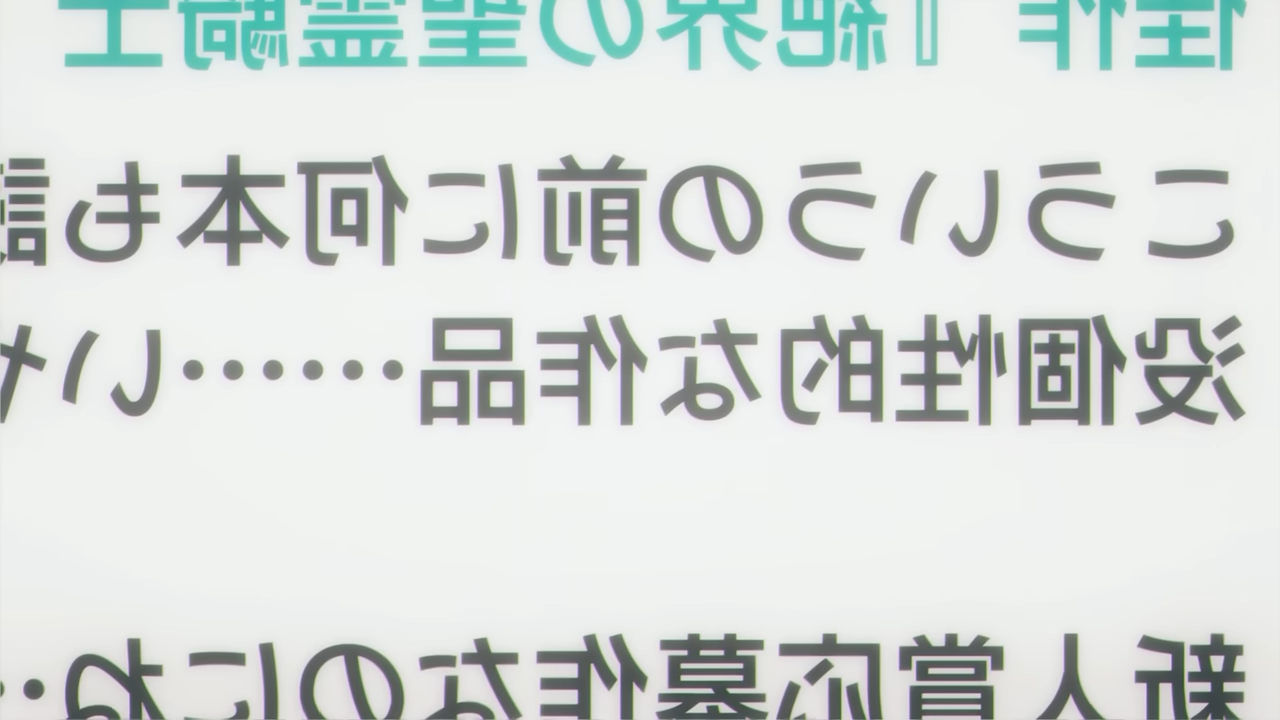 佳作『絶界の聖霊騎士
こういうの前に何本も読
没個性的な作品……いや
新人賞応募作なのにね…